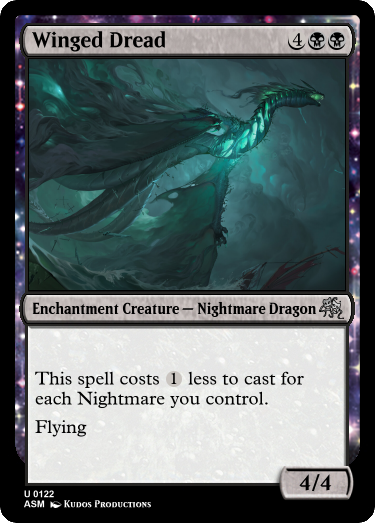 Winged Dread 4
Enchantment Creature — Nightmare Dragon
This spell costs 1 less to cast for
each Nightmare you control.
Flying
4/4
U 0122
ASM Kudos Productions